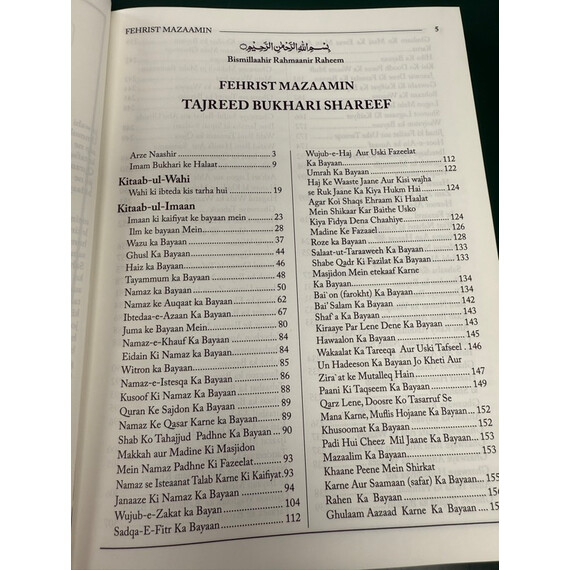 FEHRIST MAZAAMIN 5
بِسْمِ اللّٰهِ الرَّحْمٰنِ الرَّحِيْمِ
Bismillaahir Rahmaanir Raheem
FEHRIST MAZAAMIN
TAJREED BUKHARI SHAREEF
Arze Naashir 3
Imam Bukhari ke Halaat 9
Kitaab-ul-Wahi
Wahi ki ibteda kis tarha hui 19
Kitaab-ul-Imaan
Imaan ki kaifiyat ke bayaan mein 23
Ilm ke bayaan Mein 28
Wazu ka Bayaan 37
Ghusl Ka Bayaan 44
Haiz ka Bayaan 46
Tayammum ka Bayaan 48
Namaz ka Bayaan 50
Namaz ke Auqaat ka Bayaan 62
Ibtedaa-e-Azaan Ka Bayaan 67
Juma ke Bayaan Mein 80
Namaz-e-Khauf Ka Bayaan 84
Eidain Ki Namaz Ka Bayaan 84
Witron ka Bayaan 85
Namaz-e-Istesqa Ka Bayaan 86
Kusoof Ki Namaz Ka Bayaan 88
Quran Ke Sajdon Ka Bayaan 89
Namaz Ke Qasar Karne ka Bayaan 89
Shab Ko Tahajjud Padhne Ka Bayaan 90
Makkah aur Madine Ki Masjidon
Mein Namaz Padhne Ki Fazeelat 93
Namaz se Isteaanat Talab Karne Ki Kaifiyat 93
Janaaze Ki Namaz Ka Bayaan 94
Wujub-e-Zakat ka Bayan 104
Sadqa-E-Fitr Ka Bayaan 112
Wujub-e-Haj Aur Uski Fazeelat
Ka Bayaan 112
Umrah Ka Bayaan 122
Haj Ke Waaste Jaane Aur Kisi wajha
se Ruk Jaane Ka Kiya Hukm Hai 124
Agar Koi Shaqs Ehraam Ki Haalat
Mein Shikaar Kar Baithe Usko
Kiya Fidya Dena Chaahiye 124
Madine Ke Fazaael 126
Roze ka Bayaan 128
Salaat-ut-Taraaweeh Ka Bayaan 133
Shabe Qadr Ki Fazilat Ka Bayaan 133
Masjidon Mein etekaaf Karne
Ka Bayaan 134
Bai' on (farokht) Ka Bayaan 134
Bai' Salam Ka Bayaan 142
Shaf'a Ka Bayaan 143
Kiraaye Par Lene Dena Ka Bayaan 143
Hawaalon Ka Bayaan 145
Wakaalat Ka Tareeqa Aur Uski Tafseel 146
Un Hadeeson Ka Bayaan Jo Kheti Aur
Zira'at ke Mutalleq Hain 147
Paani Ki Taqseem Ka Bayaan 149
Qarz Lene, Doosre Ko Tasarruf Se
Mana Karne, Muflis Hojaane Ka Bayaan 152
Khusoomat Ka Bayaan 152
Padi Hui Cheez Mil Jaane Ka Bayaan 153
Mazaalim Ka Bayaan 153
Khaane Peene Mein Shirkat
Karne Aur Saamaan (safar) Ka Bayaan
Rahen Ka Bayaan
Ghulaam Aazaad Karne Ka Bayaan